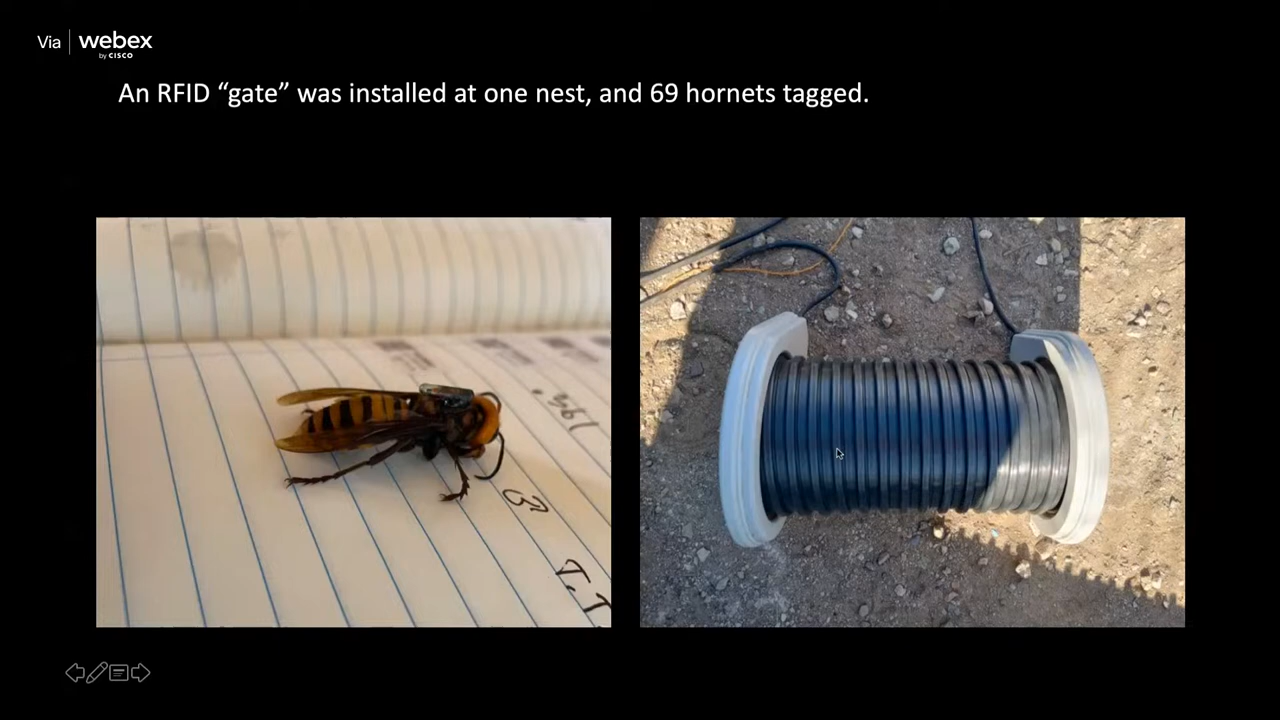 Via webex
by CISCO
An RFID “gate” was installed at one nest, and 69 hornets tagged.